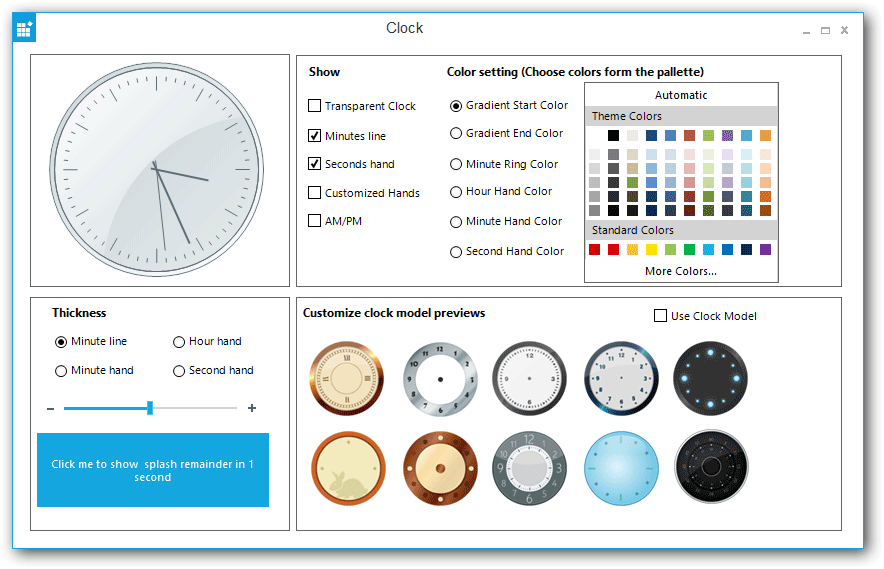 Clock
Show
Color setting (Choose colors form the pallette)
Transparent Clock
Minutes line
Seconds hand
Customized Hands
AM/PM
Gradient Start Color
Gradient End Color
Minute Ring Color
Hour Hand Color
Minute Hand Color
Second Hand Color
Automatic
Theme Colors
Standard Colors
More Colors...
Thickness
Minute line
Hour hand
Minute hand
Second hand
Click me to show  splash remainder in 1
second
Customize clock model previews
Use Clock Model